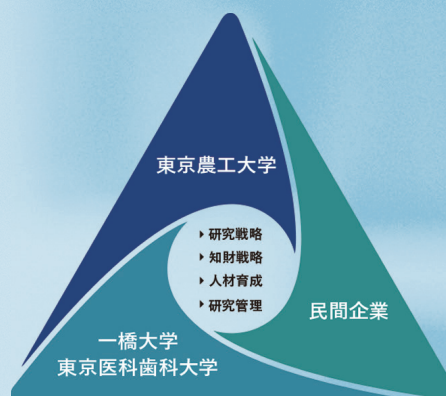 東京農工大学
▶研究戦略
▶知財戦略
▶人材育成
▶研究管理
民間企業
一橋大学
東京医科歯科大学